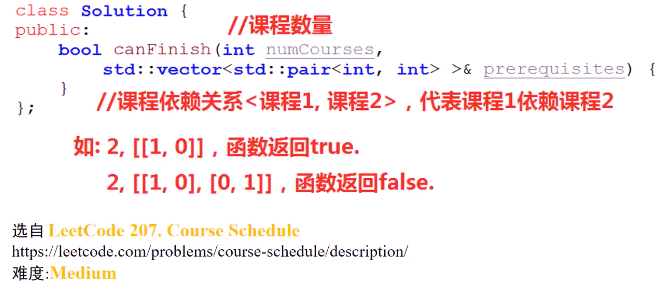 class Solution {
public: //课程数量
bool canFinish(int numCourses,
std::vector<std::pair<int, int> >& prerequisites) {
}
}; //课程依赖关系<课程1, 课程2>，代表课程1依赖课程2
如: 2, [[1, 0]]，函数返回true.
2, [[1, 0], [0, 1]]，函数返回false.
选自 LeetCode 207. Course Schedule
https://leetcode.com/problems/course-schedule/description/
难度:Medium